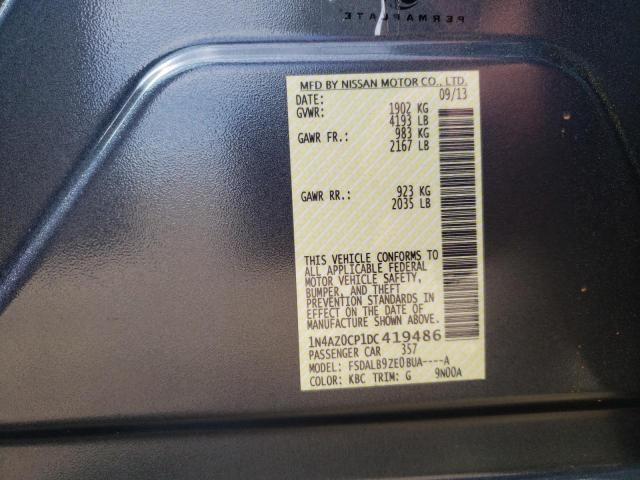 PERMAPLATE
MFD BY NISSAN MOTOR CO., LTD.
DATE: 09/13
GVWR: 1902 KG
4193 LB
GAWR FR.: 983 KG
2167 LB
GAWR RR.: 923 KG
2035 LB
THIS VEHICLE CONFORMS TO
ALL APPLICABLE FEDERAL
MOTOR VEHICLE SAFETY,
BUMPER, AND THEFT
PREVENTION STANDARDS IN
EFFECT ON THE DATE OF
MANUFACTURE SHOWN ABOVE.
1N4AZ0CP1DC419486
PASSENGER CAR 357
MODEL: FSDALB9ZE0BUA----A
COLOR: KBC TRIM: G 9N00A